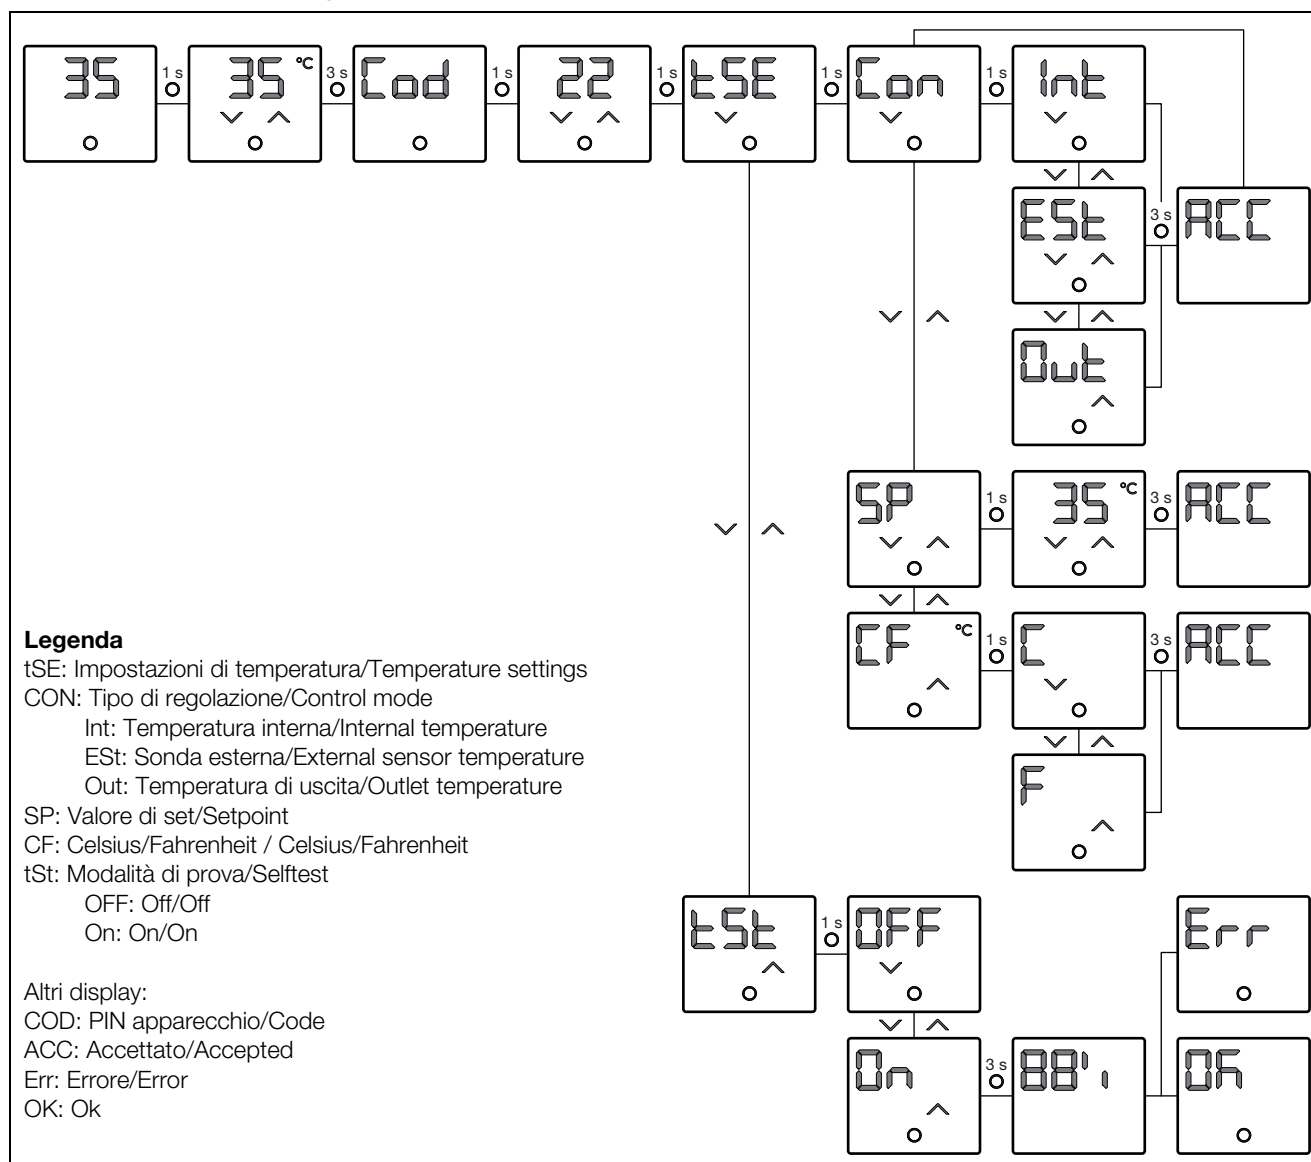 35 1 s 35 °C 3 s Cod 1 s 22 1 s tSE 1 s Con 1 s Int
ESt 3 s ACC
Out
SP 1 s 35 °C 3 s ACC
CF °C 1 s C 3 s ACC
F
Legenda
tSE: Impostazioni di temperatura/Temperature settings
CON: Tipo di regolazione/Control mode
Int: Temperatura interna/Internal temperature
ESt: Sonda esterna/External sensor temperature
Out: Temperatura di uscita/Outlet temperature
SP: Valore di set/Setpoint
CF: Celsius/Fahrenheit / Celsius/Fahrenheit
tSt: Modalità di prova/Selftest
OFF: Off/Off
On: On/On
Altri display:
COD: PIN apparecchio/Code
ACC: Accettato/Accepted
Err: Errore/Error
OK: Ok
tSt 1 s OFF Err
On 3 s 88 OK